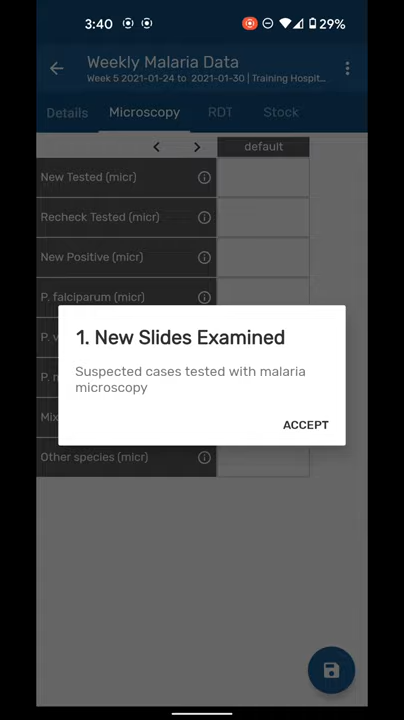 3:40
29%
Weekly Malaria Data
Week 5 2021-01-24 to 2021-01-30 | Training Hospit...
Details
Microscopy
RDT
Stock
default
New Tested (micr)
Recheck Tested (micr)
New Positive (micr)
P. falciparum (micr)
P. v
P. m
Mix
Other species (micr)
1. New Slides Examined
Suspected cases tested with malaria
microscopy
ACCEPT